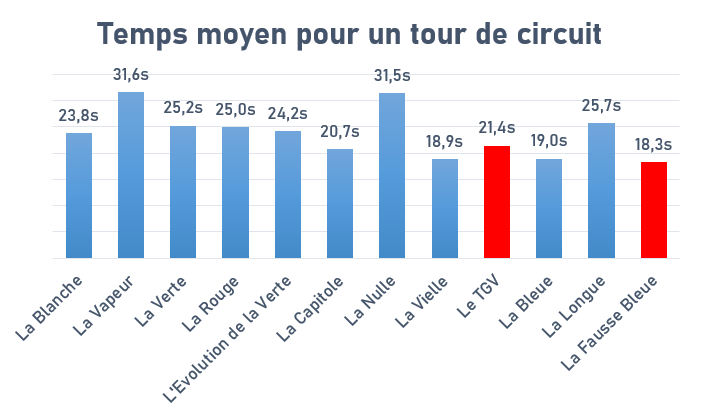 Temps moyen pour un tour de circuit
23,8s
31,6s
25,2s
25,0s
24,2s
20,7s
31,5s
18,9s
21,4s
19,0s
25,7s
18,3s
La Blanche
La Vapeur
La Verte
La Rouge
L'Evolution de la Verte
La Capitole
La Nulle
La Vielle
Le TGV
La Bleue
La Longue
La Fausse Bleue